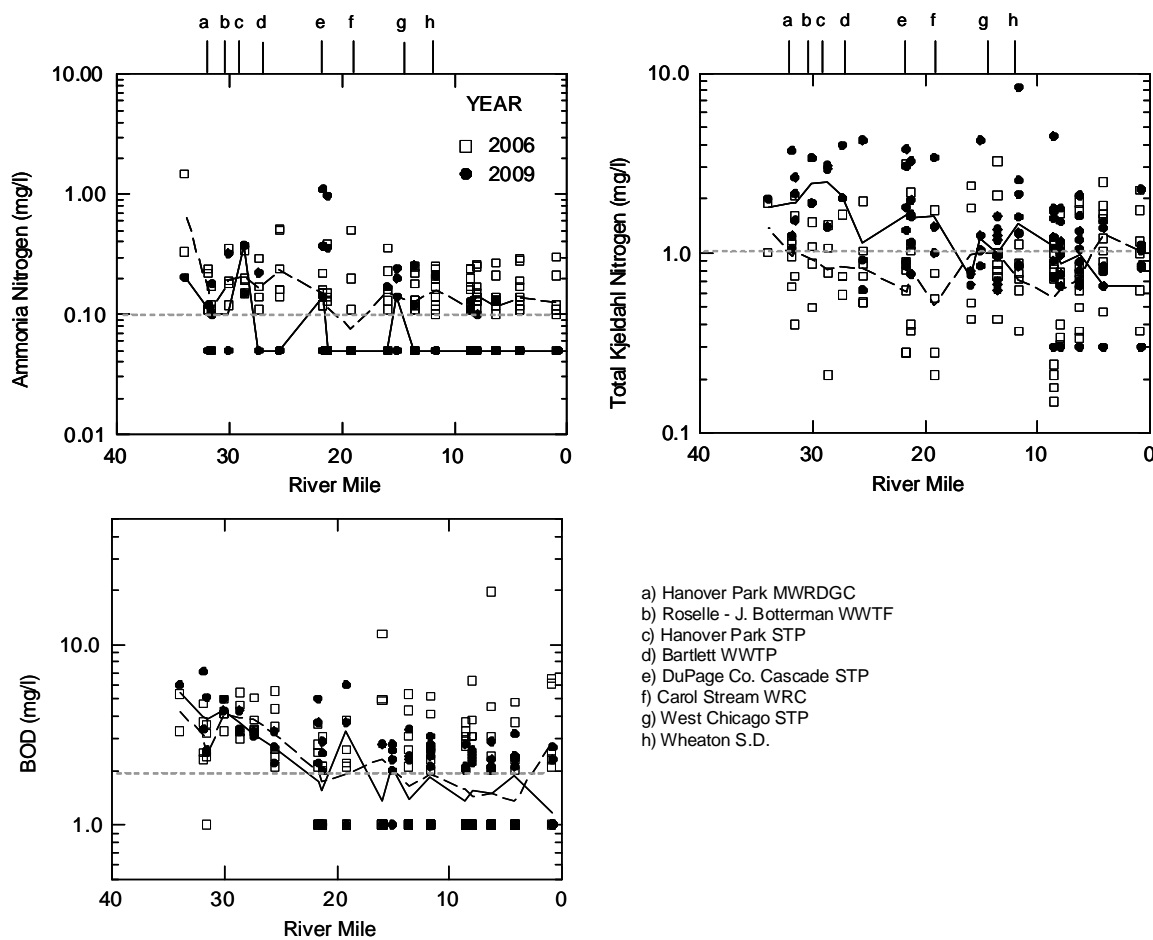 a b c d e f g h
10.00
1.00
0.10
0.01
Ammonia Nitrogen (mg/l)
YEAR
2006
2009
40 30 20 10 0
River Mile
a b c d e f g h
10.0
1.0
0.1
Total Kjeldahl Nitrogen (mg/l)
40 30 20 10 0
River Mile
10.0
1.0
BOD (mg/l)
40 30 20 10 0
River Mile
a) Hanover Park MWRDGC
b) Roselle - J. Botterman WWTF
c) Hanover Park STP
d) Bartlett WWTP
e) DuPage Co. Cascade STP
f) Carol Stream WRC
g) West Chicago STP
h) Wheaton S.D.